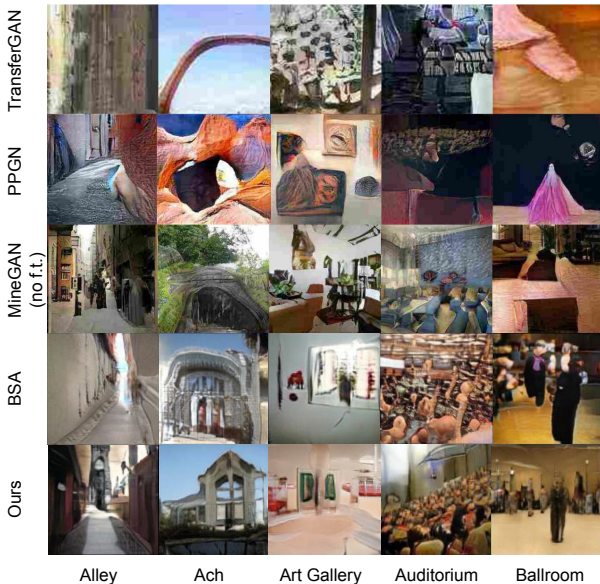 TransferGAN
PPGN
MineGAN
(no f.t.)
BSA
Ours
Alley
Ach
Art Gallery
Auditorium
Ballroom